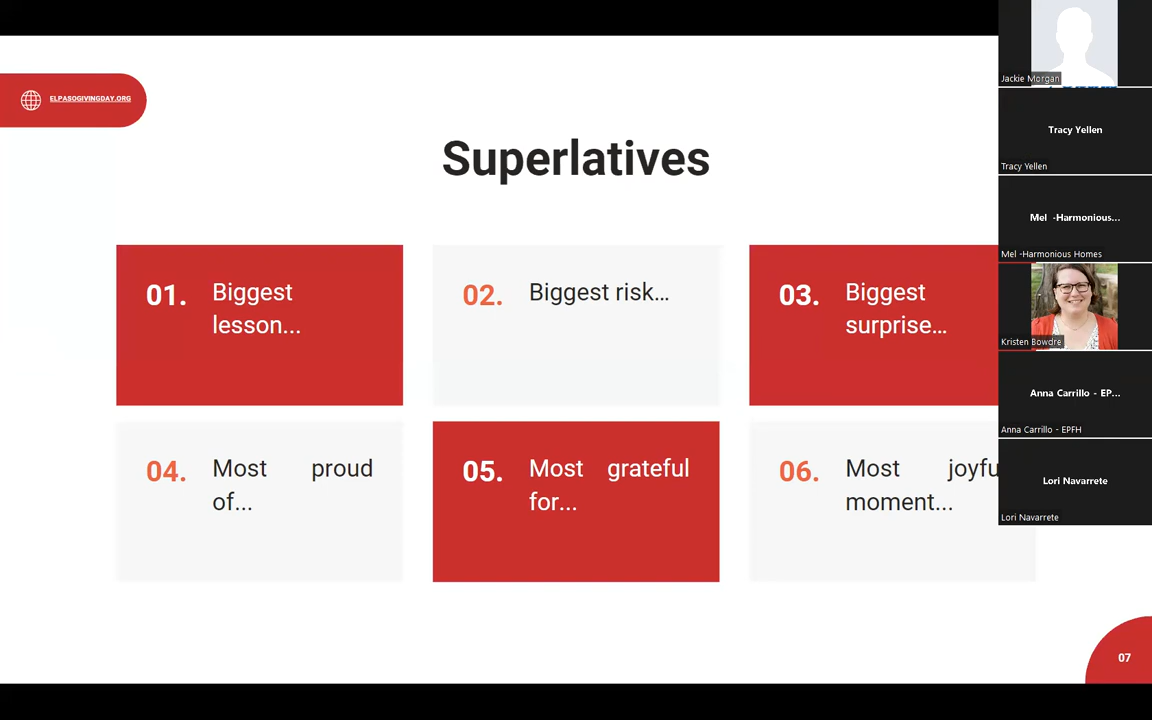 ELPASOGIVINGDAY.ORG
Superlatives
01. Biggest
lesson...
02. Biggest risk...
03. Biggest
surprise...
04. Most proud
of...
05. Most grateful
for...
06. Most joyfu
moment...
07
Jackie Morgan
Tracy Yellen
Tracy Yellen
Mel -Harmonious...
Mel -Harmonious Homes
Kristen Bowdre
Anna Carrillo - EP...
Anna Carrillo - EPFH
Lori Navarrete
Lori Navarrete